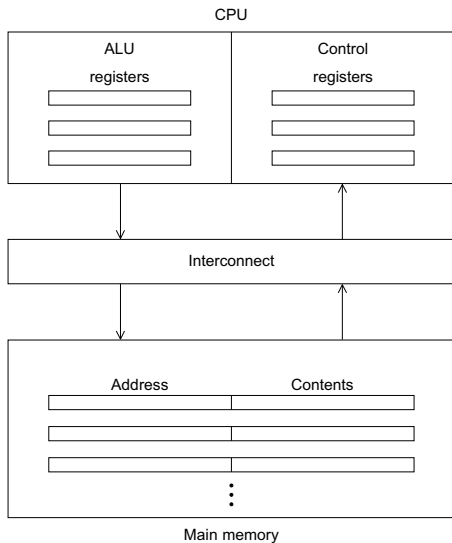 CPU
ALU
Control
registers
registers
Interconnect
Address
Contents
Main memory